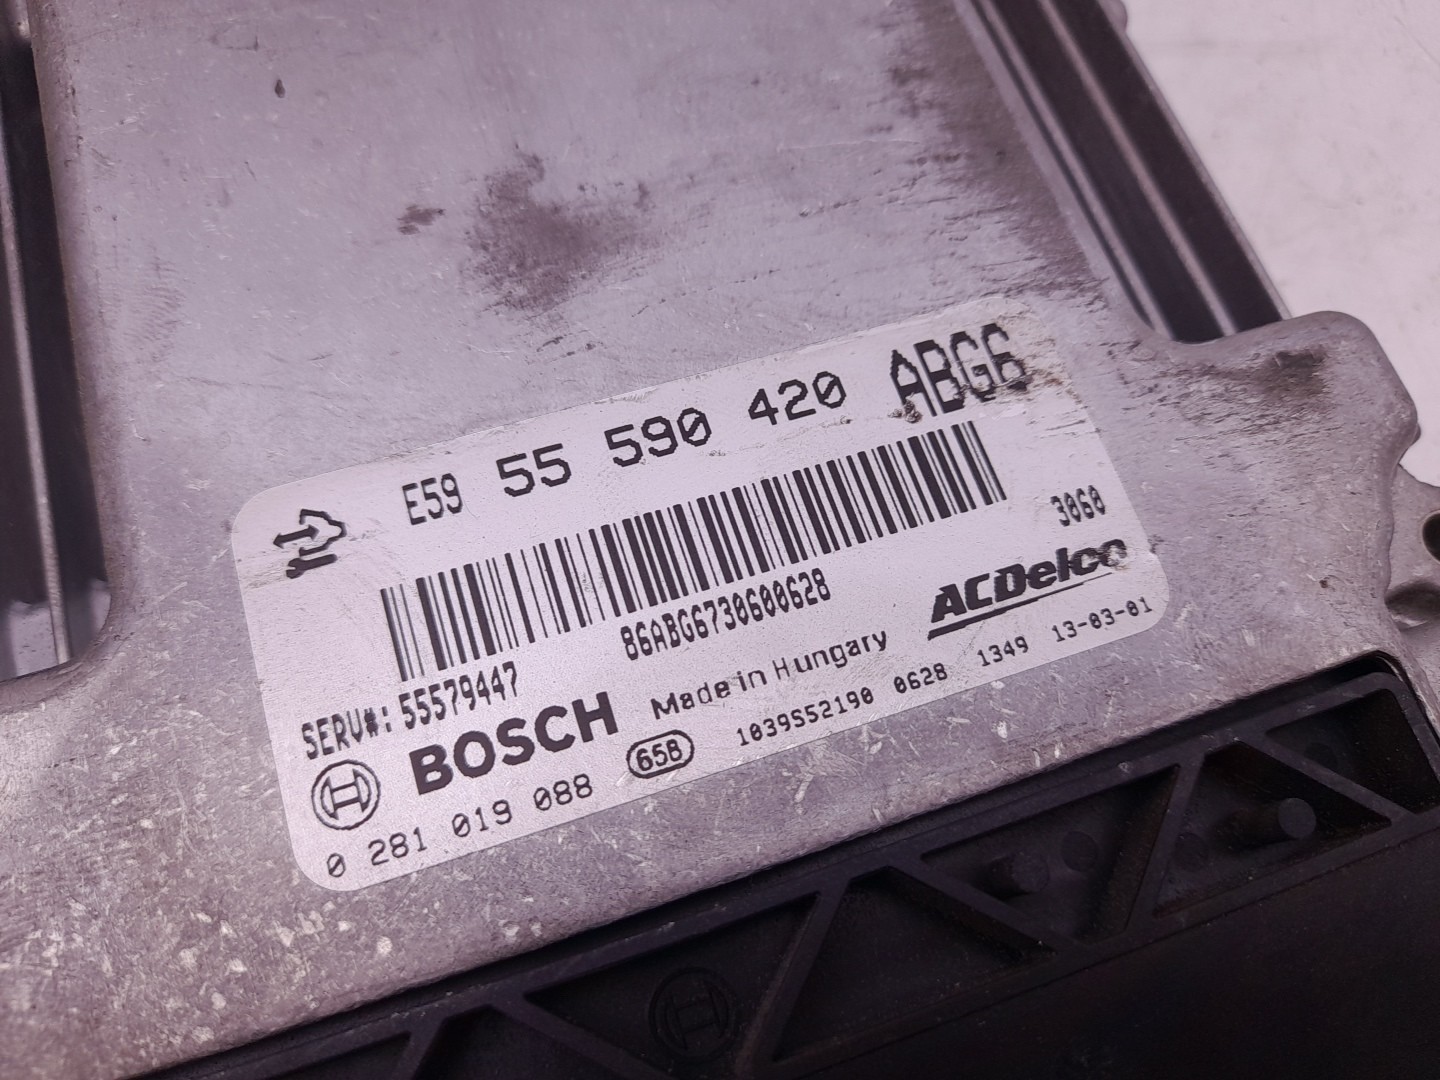 E59 55 590 420 ABG6
3060
86ABG6730600628
ACDelco
SERV#: 55579447
BOSCH Made in Hungary
0 281 019 088 65B 1039S52190 0628 1349 13-03-01